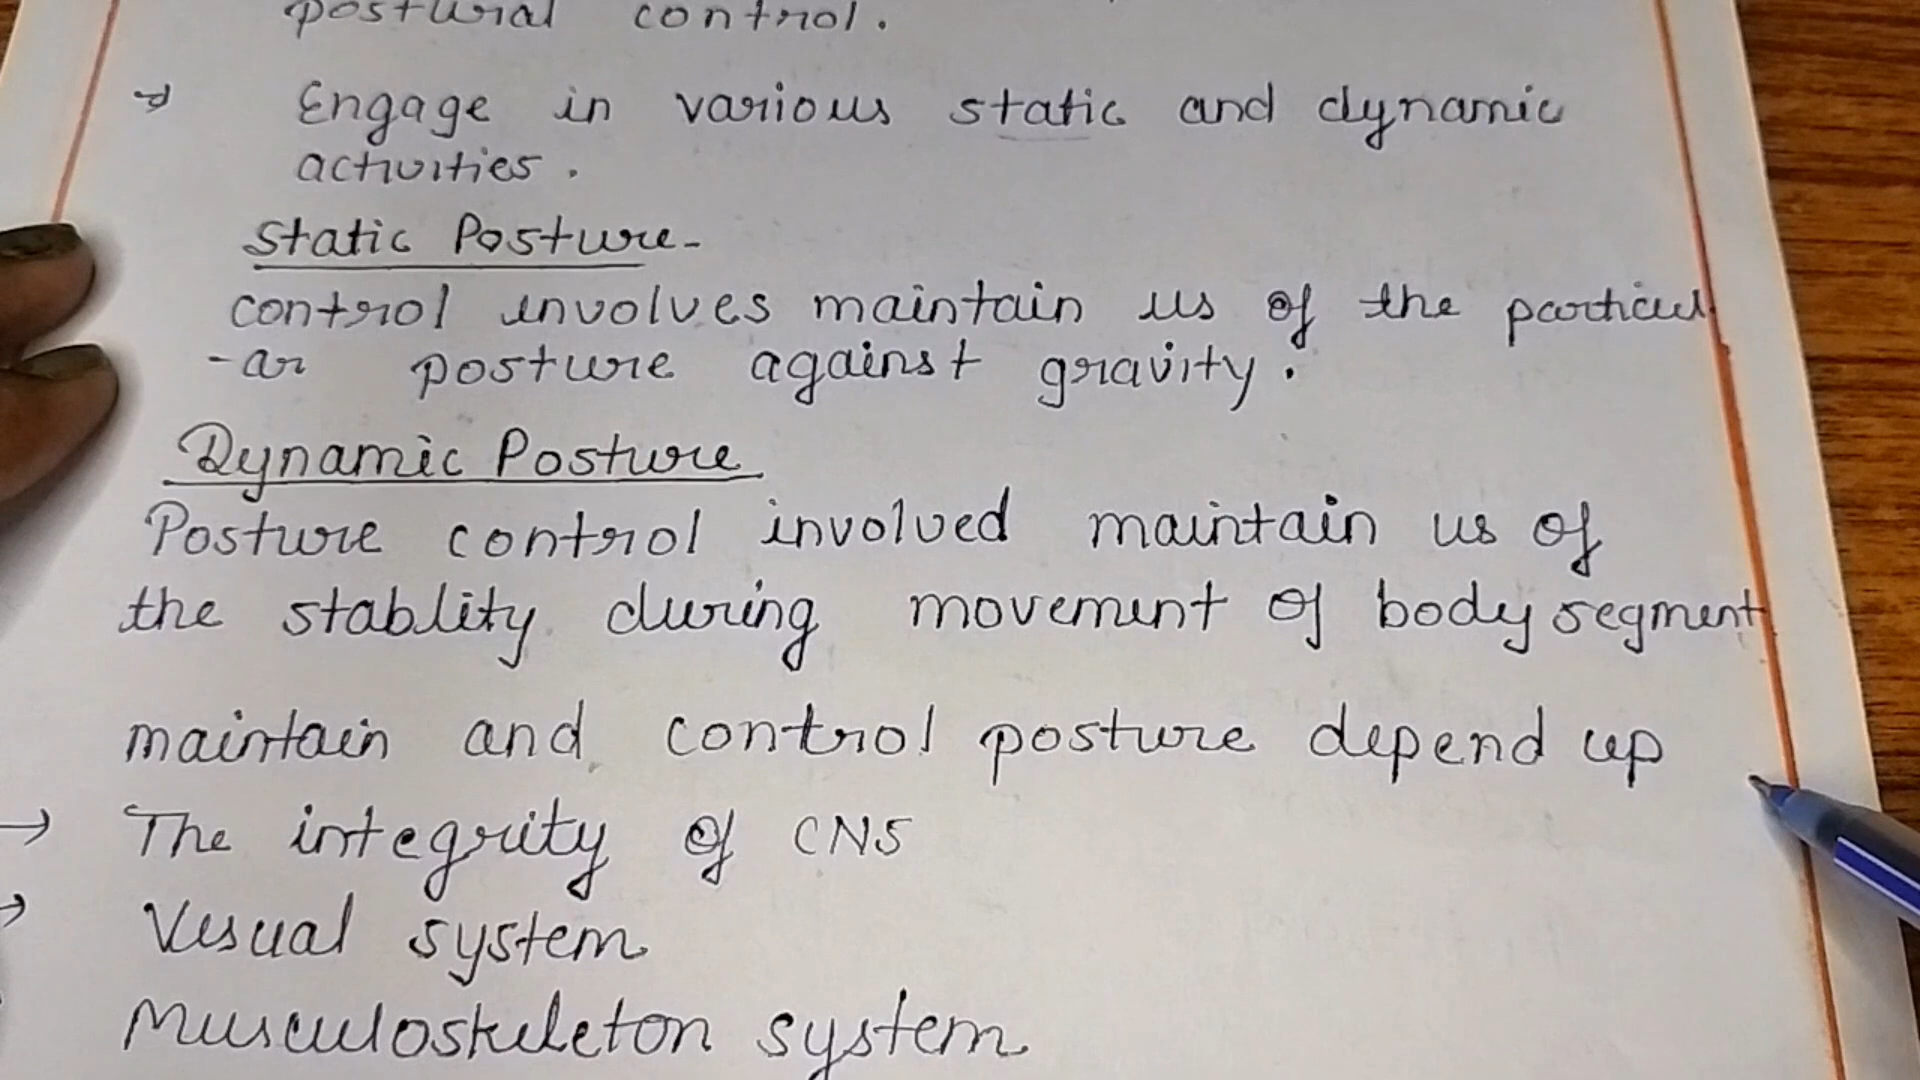 postural control.
→ Engage in various static and dynamic
activities.
Static Posture-
control involves maintain us of the particul
-ar posture against gravity.
Dynamic Posture
Posture control involved maintain us of
the stablity during movement of body segment
maintain and control posture depend up
→ The integrity of CNS
→ Visual system
Musculoskeleton system